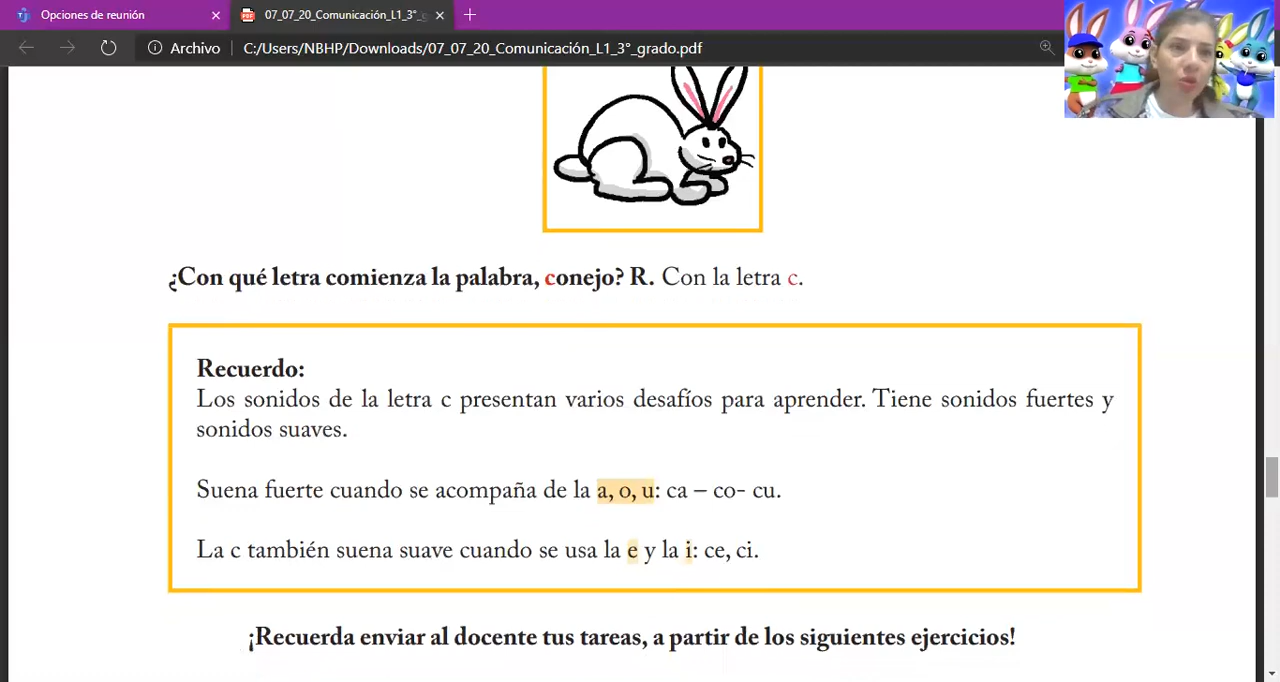 Opciones de reunión
07_07_20_Comunicación_L1_3°_g
Archivo
C:/Users/NBHP/Downloads/07_07_20_Comunicación_L1_3°_grado.pdf
¿Con qué letra comienza la palabra, conejo? R. Con la letra c.
Recuerdo:
Los sonidos de la letra c presentan varios desafíos para aprender. Tiene sonidos fuertes y
sonidos suaves.
Suena fuerte cuando se acompaña de la a, o, u: ca – co- cu.
La c también suena suave cuando se usa la e y la i: ce, ci.
¡Recuerda enviar al docente tus tareas, a partir de los siguientes ejercicios!